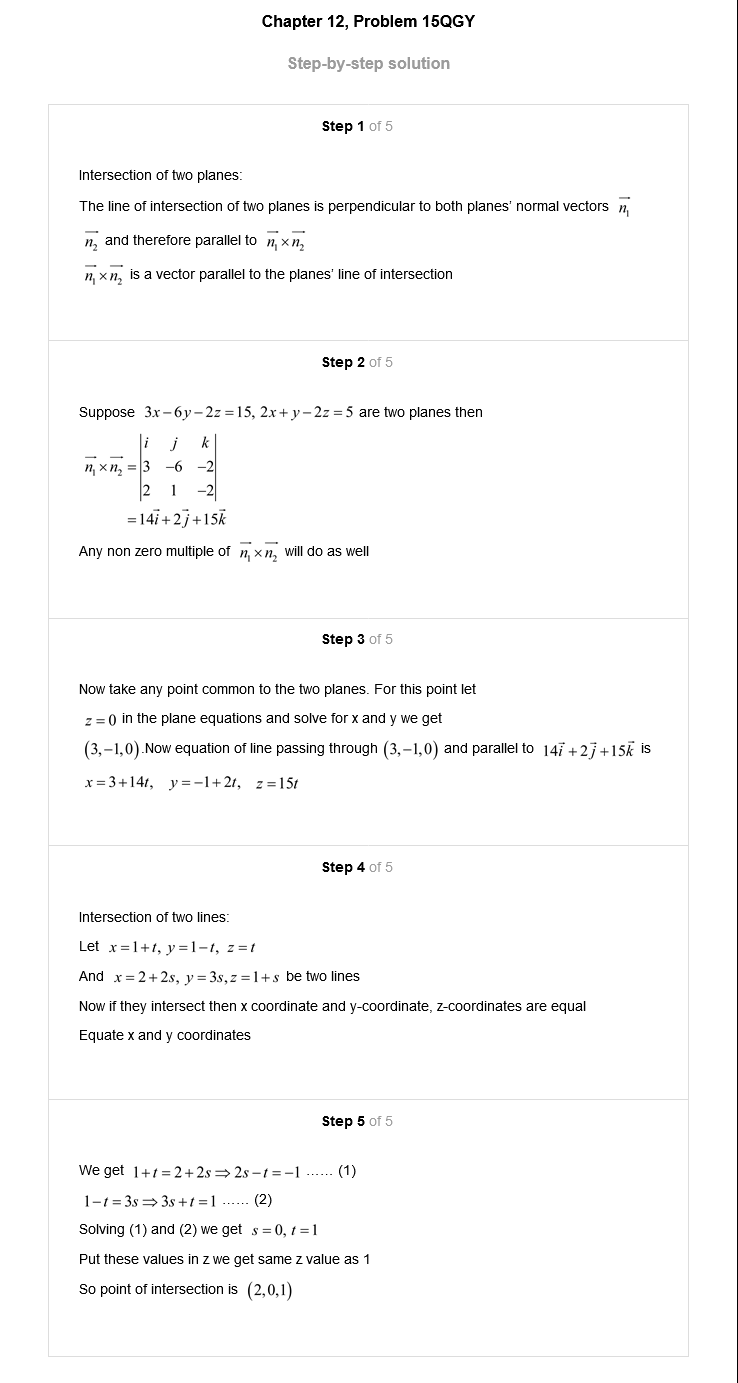 Chapter 12, Problem 15QGY
Step-by-step solution
Step 1 of 5
Intersection of two planes:
The line of intersection of two planes is perpendicular to both planes' normal vectors $\overrightarrow{n_1}$
$\overrightarrow{n_2}$ and therefore parallel to $\overrightarrow{n_1} \times \overrightarrow{n_2}$
$\overrightarrow{n_1} \times \overrightarrow{n_2}$ is a vector parallel to the planes' line of intersection
Step 2 of 5
Suppose $3x-6y-2z=15, 2x+y-2z=5$ are two planes then
$\overrightarrow{n_1} \times \overrightarrow{n_2} = \begin{vmatrix} i & j & k \\ 3 & -6 & -2 \\ 2 & 1 & -2 \end{vmatrix}$
$=14\vec{i}+2\vec{j}+15\vec{k}$
Any non zero multiple of $\overrightarrow{n_1} \times \overrightarrow{n_2}$ will do as well
Step 3 of 5
Now take any point common to the two planes. For this point let
$z=0$ in the plane equations and solve for x and y we get
$(3,-1,0)$.Now equation of line passing through $(3,-1,0)$ and parallel to $14\vec{i}+2\vec{j}+15\vec{k}$ is
$x=3+14t, \quad y=-1+2t, \quad z=15t$
Step 4 of 5
Intersection of two lines:
Let $x=1+t, y=1-t, z=t$
And $x=2+2s, y=3s, z=1+s$ be two lines
Now if they intersect then x coordinate and y-coordinate, z-coordinates are equal
Equate x and y coordinates
Step 5 of 5
We get $1+t=2+2s \Rightarrow 2s-t=-1$ ...... (1)
$1-t=3s \Rightarrow 3s+t=1$ ...... (2)
Solving (1) and (2) we get $s=0, t=1$
Put these values in z we get same z value as 1
So point of intersection is $(2,0,1)$